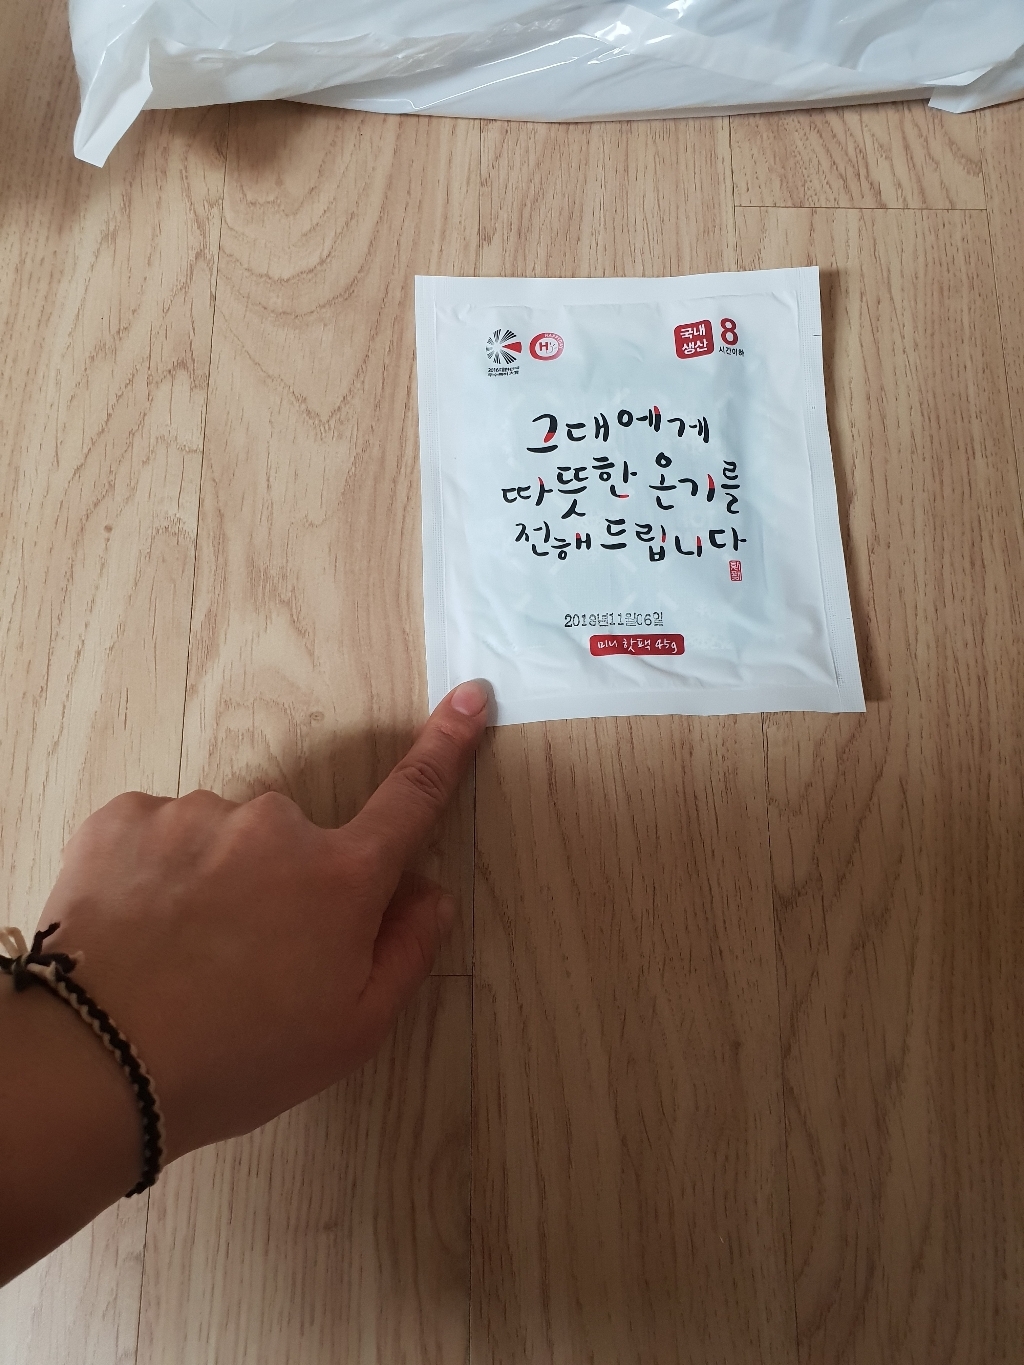 국내
생산
8
시간이하
그대에게
따뜻한 온기를
전해드립니다
2018년11월06일
미니 핫팩 45g